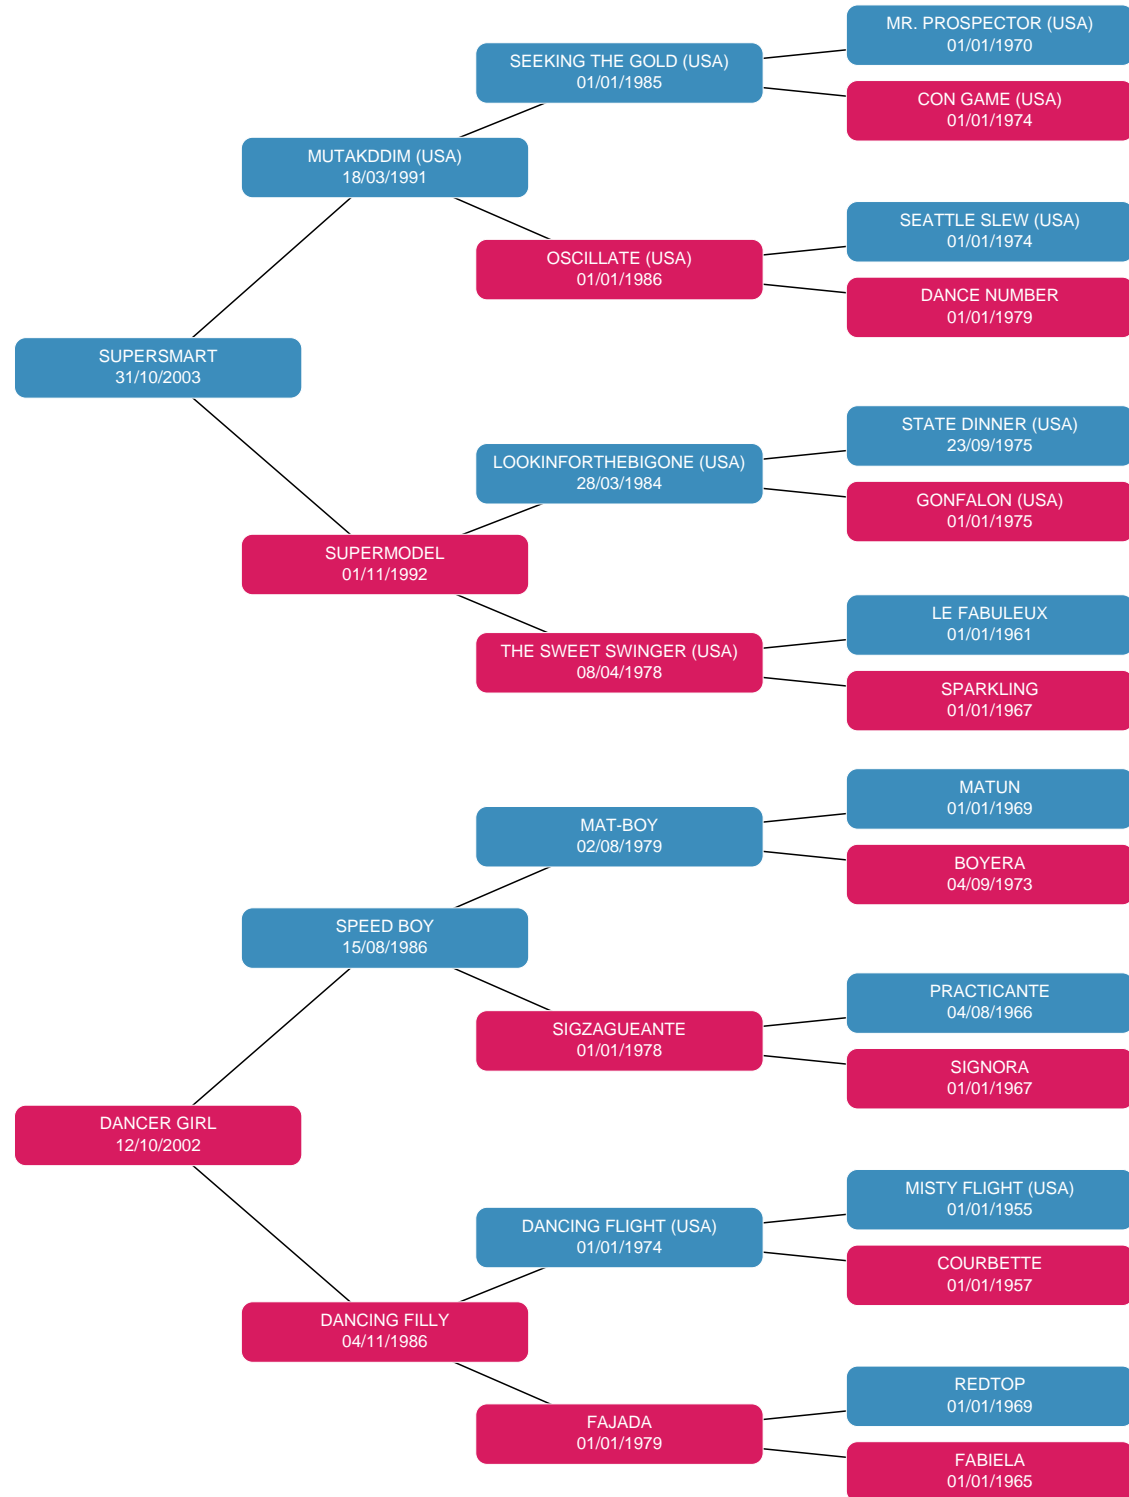 MR. PROSPECTOR (USA)
01/01/1970
SEEKING THE GOLD (USA)
01/01/1985
CON GAME (USA)
01/01/1974
MUTAKDDIM (USA)
18/03/1991
SEATTLE SLEW (USA)
01/01/1974
OSCILLATE (USA)
01/01/1986
DANCE NUMBER
01/01/1979
SUPERSMART
31/10/2003
STATE DINNER (USA)
23/09/1975
LOOKINFORTHEBIGONE (USA)
28/03/1984
GONFALON (USA)
01/01/1975
SUPERMODEL
01/11/1992
LE FABULEUX
01/01/1961
THE SWEET SWINGER (USA)
08/04/1978
SPARKLING
01/01/1967
MATUN
01/01/1969
MAT-BOY
02/08/1979
BOYERA
04/09/1973
SPEED BOY
15/08/1986
PRACTICANTE
04/08/1966
SIGZAGUEANTE
01/01/1978
SIGNORA
01/01/1967
DANCER GIRL
12/10/2002
MISTY FLIGHT (USA)
01/01/1955
DANCING FLIGHT (USA)
01/01/1974
COURBETTE
01/01/1957
DANCING FILLY
04/11/1986
REDTOP
01/01/1969
FAJADA
01/01/1979
FABIELA
01/01/1965